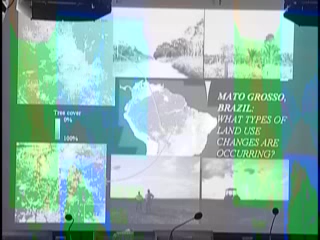 Tree cover
0%
100%
MATO GROSSO,
BRAZIL:
WHAT TYPES OF
LAND USE
CHANGES ARE
OCCURRING?